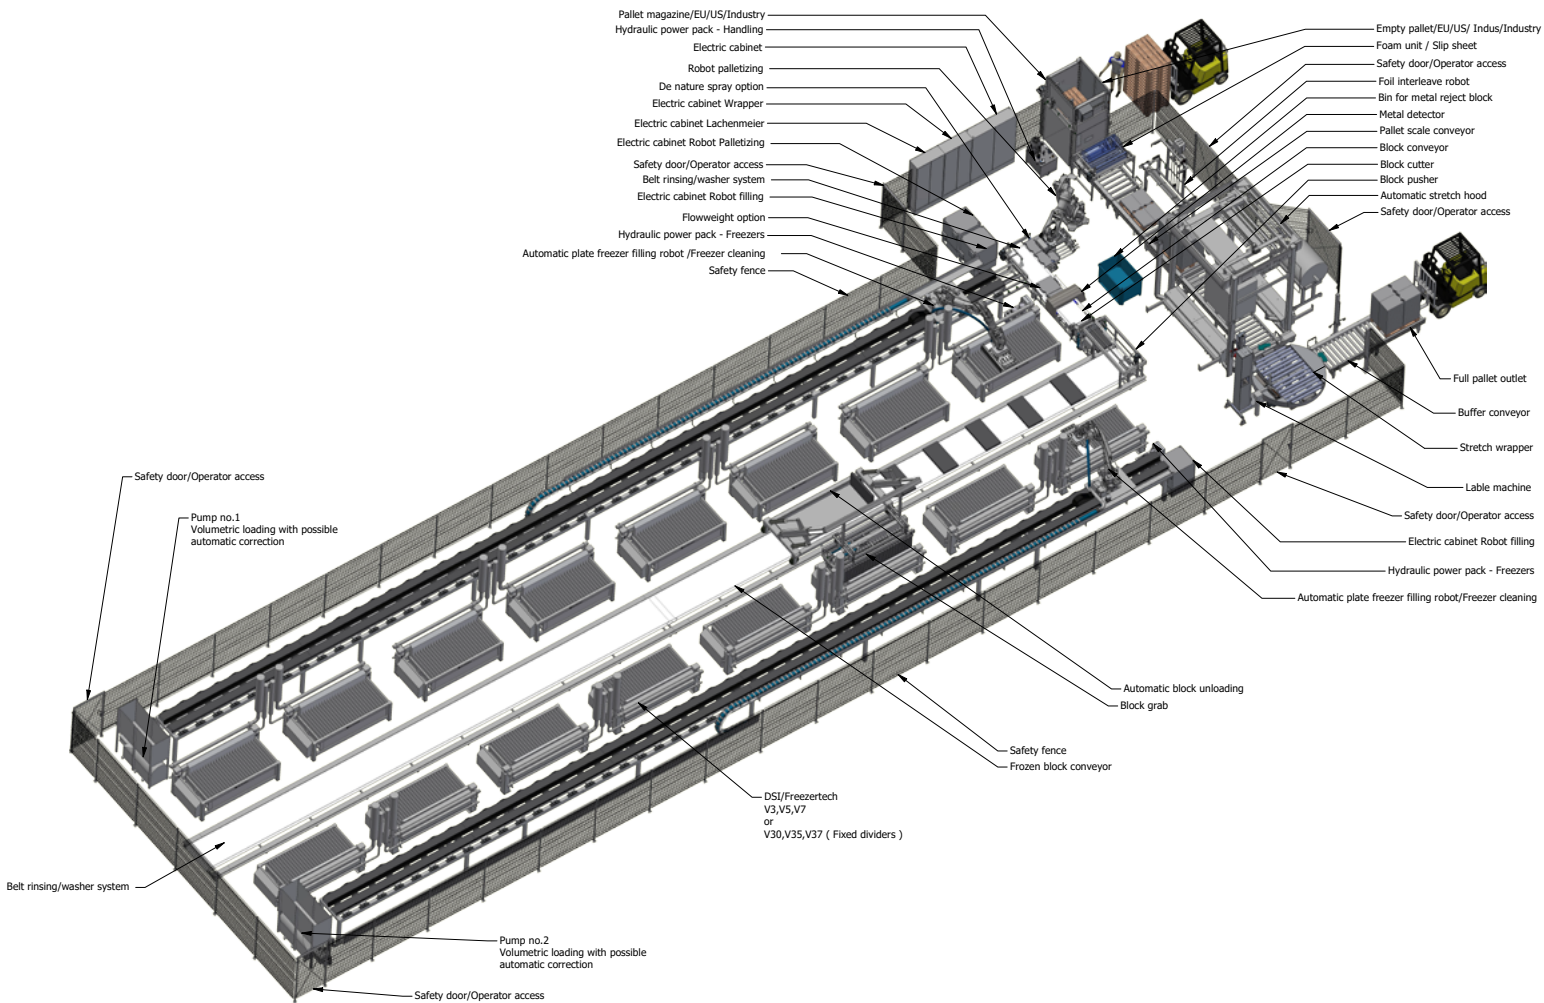 Pallet magazine/EU/US/Industry
Hydraulic power pack - Handling
Electric cabinet
Robot palletizing
De nature spray option
Electric cabinet Wrapper
Electric cabinet Lachenmeier
Electric cabinet Robot Palletizing
Safety door/Operator access
Belt rinsing/washer system
Electric cabinet Robot filling
Flowweight option
Hydraulic power pack - Freezers
Automatic plate freezer filling robot /Freezer cleaning
Safety fence
Empty pallet/EU/US/ Indus/Industry
Foam unit / Slip sheet
Safety door/Operator access
Foil interleave robot
Bin for metal reject block
Metal detector
Pallet scale conveyor
Block conveyor
Block cutter
Block pusher
Automatic stretch hood
Safety door/Operator access
Full pallet outlet
Buffer conveyor
Stretch wrapper
Lable machine
Safety door/Operator access
Electric cabinet Robot filling
Hydraulic power pack - Freezers
Automatic plate freezer filling robot/Freezer cleaning
Safety door/Operator access
Pump no.1
Volumetric loading with possible
automatic correction
Automatic block unloading
Block grab
Safety fence
Frozen block conveyor
DSI/Freezertech
V3,V5,V7
or
V30,V35,V37 ( Fixed dividers )
Belt rinsing/washer system
Pump no.2
Volumetric loading with possible
automatic correction
Safety door/Operator access